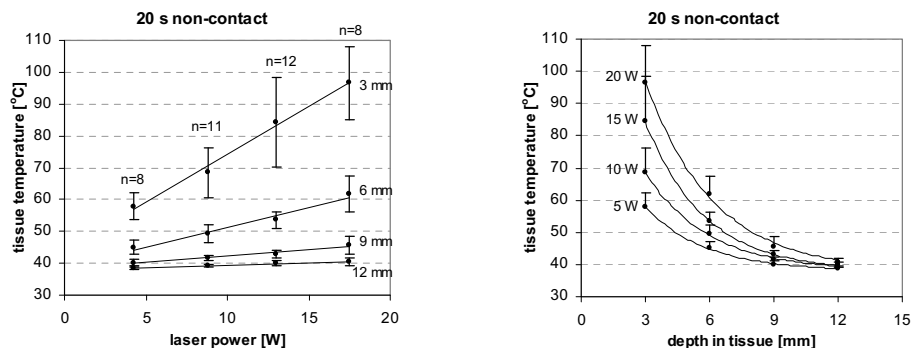 20 s non-contact
tissue temperature [°C]
110
100
90
80
70
60
50
40
30
n=8
n=11
n=12
n=8
3 mm
6 mm
9 mm
12 mm
0
5
10
15
20
laser power [W]
20 s non-contact
tissue temperature [°C]
110
100
90
80
70
60
50
40
30
20 W
15 W
10 W
5 W
0
3
6
9
12
15
depth in tissue [mm]